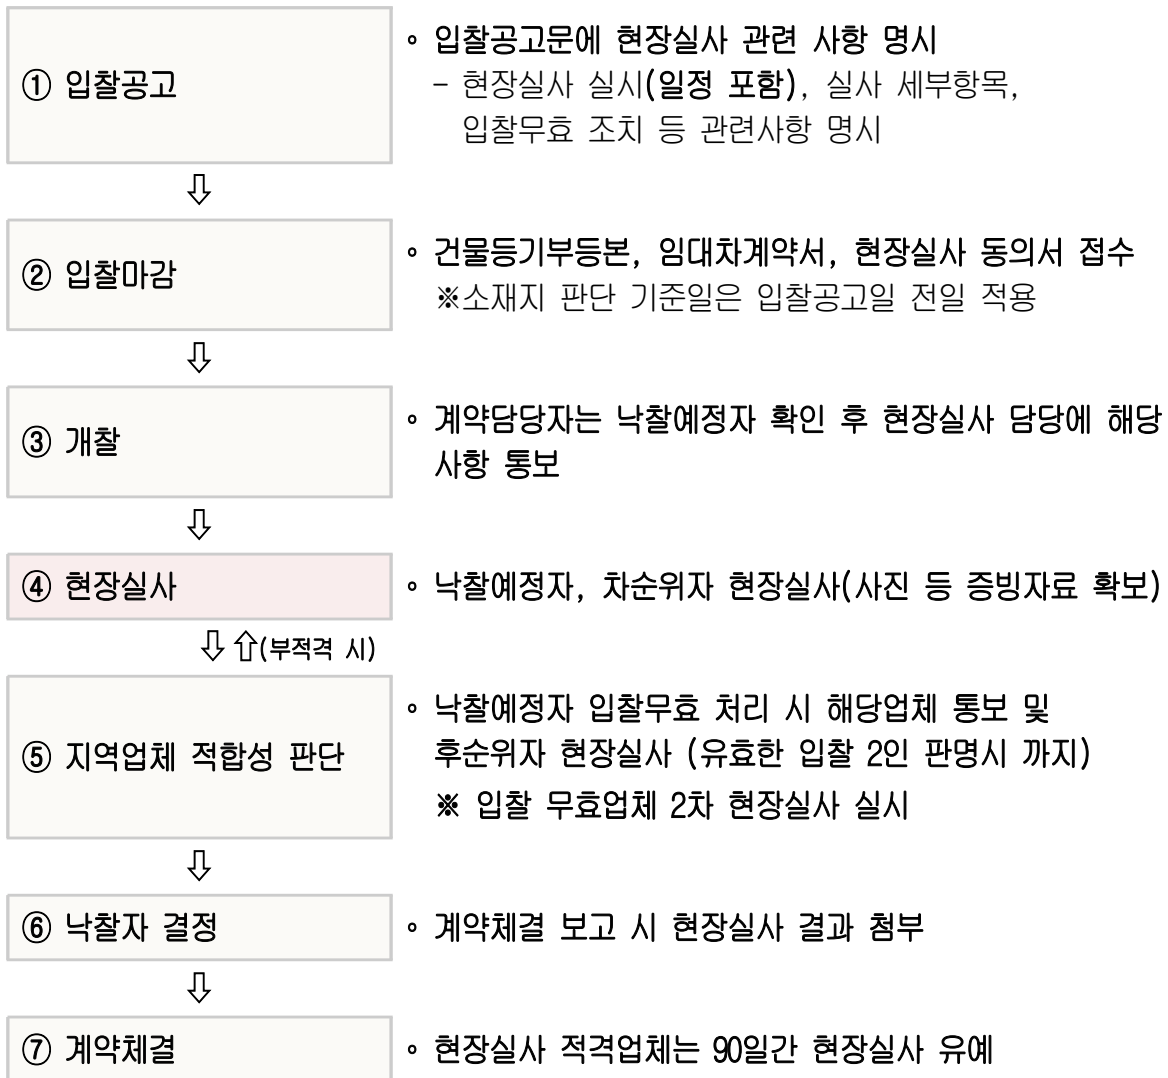 ① 입찰공고
◦ 입찰공고문에 현장실사 관련 사항 명시
- 현장실사 실시(일정 포함), 실사 세부항목,
입찰무효 조치 등 관련사항 명시
⇩
② 입찰마감
◦ 건물등기부등본, 임대차계약서, 현장실사 동의서 접수
※소재지 판단 기준일은 입찰공고일 전일 적용
⇩
③ 개찰
◦ 계약담당자는 낙찰예정자 확인 후 현장실사 담당에 해당
사항 통보
⇩
④ 현장실사
◦ 낙찰예정자, 차순위자 현장실사(사진 등 증빙자료 확보)
⇩⇧(부적격 시)
⑤ 지역업체 적합성 판단
◦ 낙찰예정자 입찰무효 처리 시 해당업체 통보 및
후순위자 현장실사 (유효한 입찰 2인 판명시 까지)
※ 입찰 무효업체 2차 현장실사 실시
⇩
⑥ 낙찰자 결정
◦ 계약체결 보고 시 현장실사 결과 첨부
⇩
⑦ 계약체결
◦ 현장실사 적격업체는 90일간 현장실사 유예